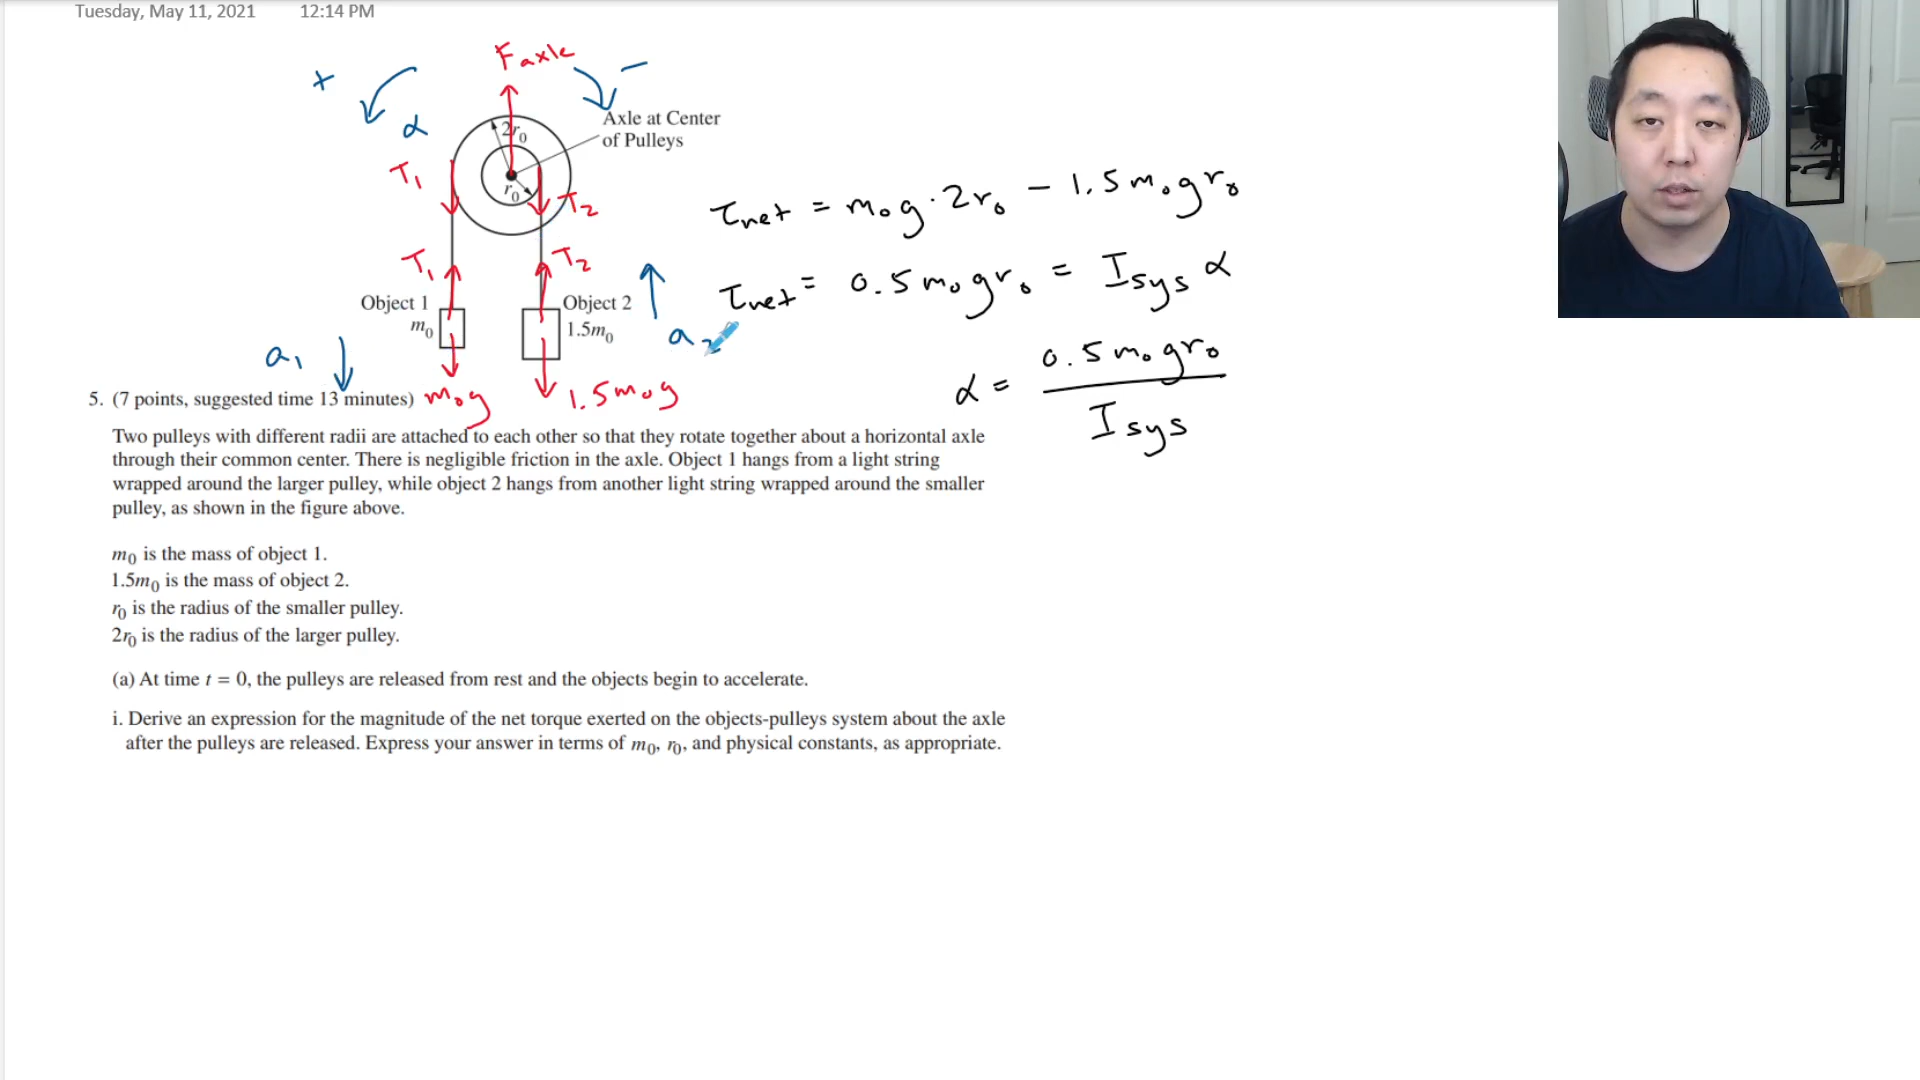 Tuesday, May 11, 2021 12:14 PM
F axle
+
−
α
2r₀
Axle at Center
of Pulleys
T₁
r₀
T₂
τnet = m₀g · 2r₀ − 1.5m₀gr₀
T₁
T₂
τnet = 0.5m₀gr₀ = Isys α
Object 1
m₀
Object 2
1.5m₀
a₁
a₂
α = 0.5m₀gr₀ / Isys
m₀g
1.5m₀g
5. (7 points, suggested time 13 minutes)
Two pulleys with different radii are attached to each other so that they rotate together about a horizontal axle
through their common center. There is negligible friction in the axle. Object 1 hangs from a light string
wrapped around the larger pulley, while object 2 hangs from another light string wrapped around the smaller
pulley, as shown in the figure above.
m₀ is the mass of object 1.
1.5m₀ is the mass of object 2.
r₀ is the radius of the smaller pulley.
2r₀ is the radius of the larger pulley.
(a) At time t = 0, the pulleys are released from rest and the objects begin to accelerate.
i. Derive an expression for the magnitude of the net torque exerted on the objects-pulleys system about the axle
after the pulleys are released. Express your answer in terms of m₀, r₀, and physical constants, as appropriate.